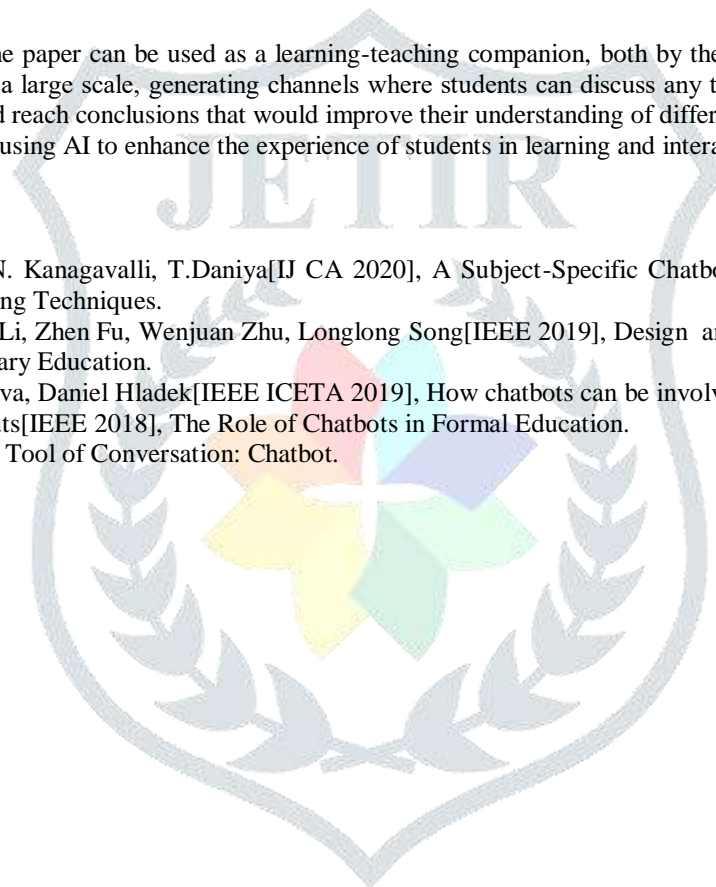 ne paper can be used as a learning-teaching companion, both by the
a large scale, generating channels where students can discuss any t
d reach conclusions that would improve their understanding of differ
using AI to enhance the experience of students in learning and intera
JETIR
N. Kanagavalli, T.Daniya[IJ CA 2020], A Subject-Specific Chatbo
ng Techniques.
Li, Zhen Fu, Wenjuan Zhu, Longlong Song[IEEE 2019], Design an
ary Education.
va, Daniel Hladek[IEEE ICETA 2019], How chatbots can be involv
uts[IEEE 2018], The Role of Chatbots in Formal Education.
Tool of Conversation: Chatbot.